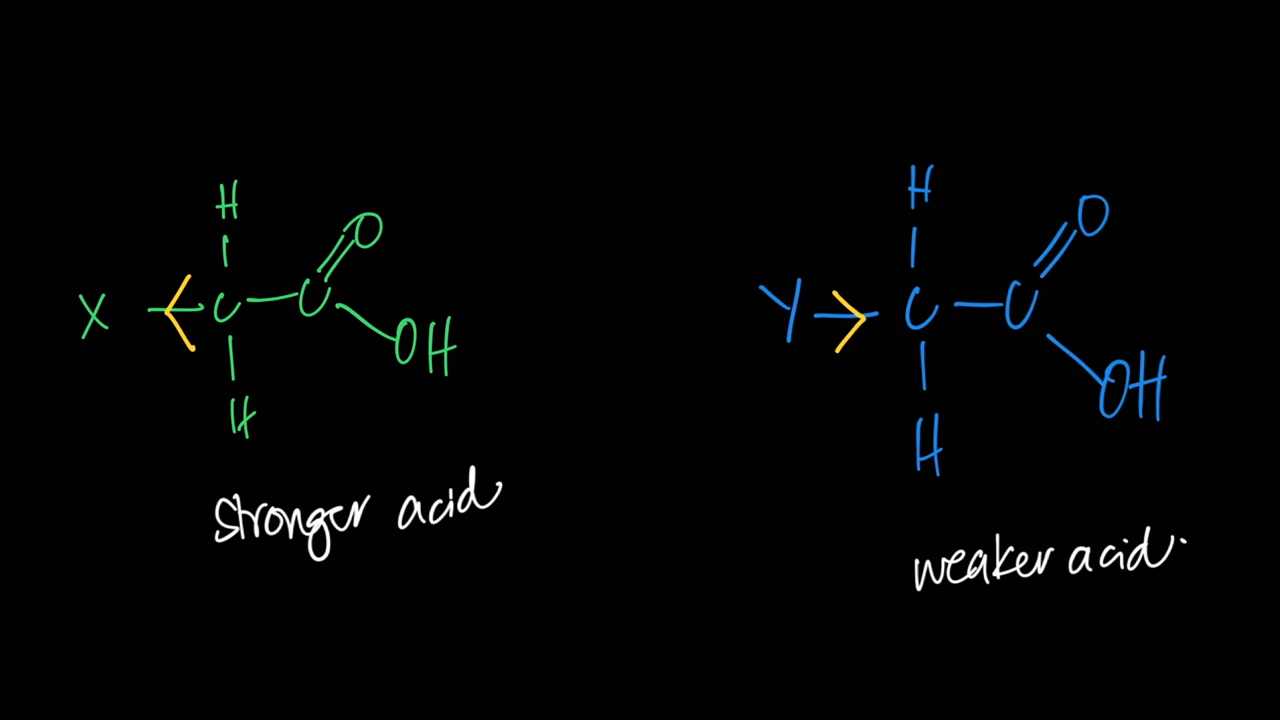 H
O
X C C
OH
H
stronger acid
H
O
Y C C
OH
H
weaker acid.